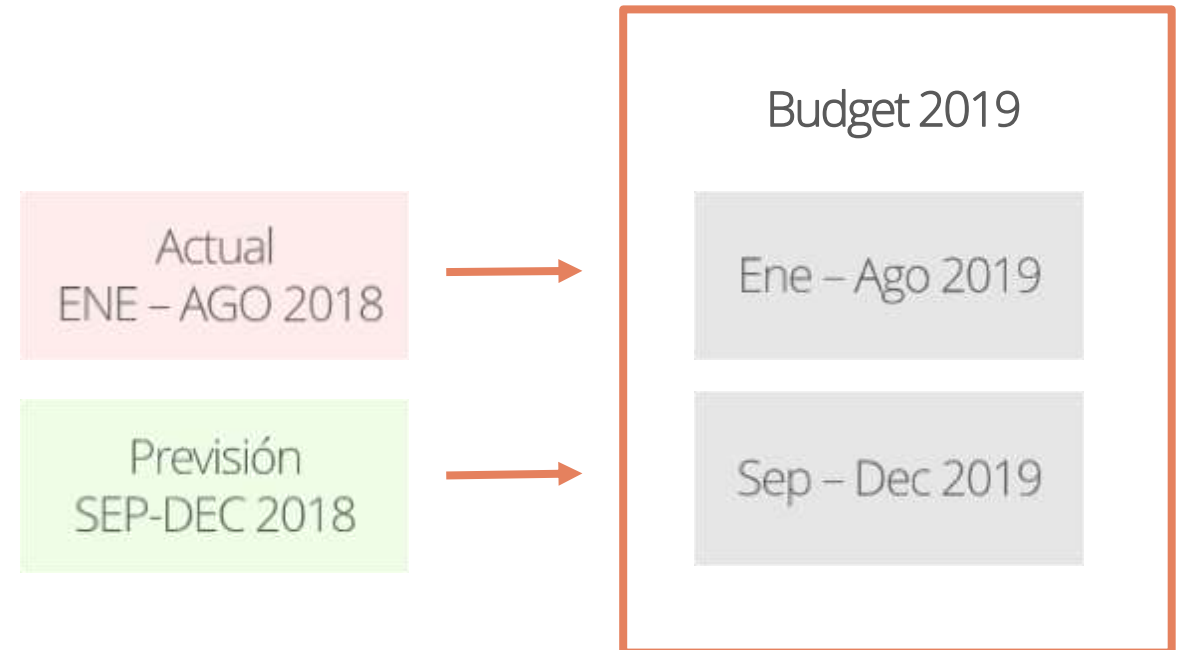 Budget 2019
Actual
ENE – AGO 2018
Ene – Ago 2019
Previsión
SEP-DEC 2018
Sep – Dec 2019